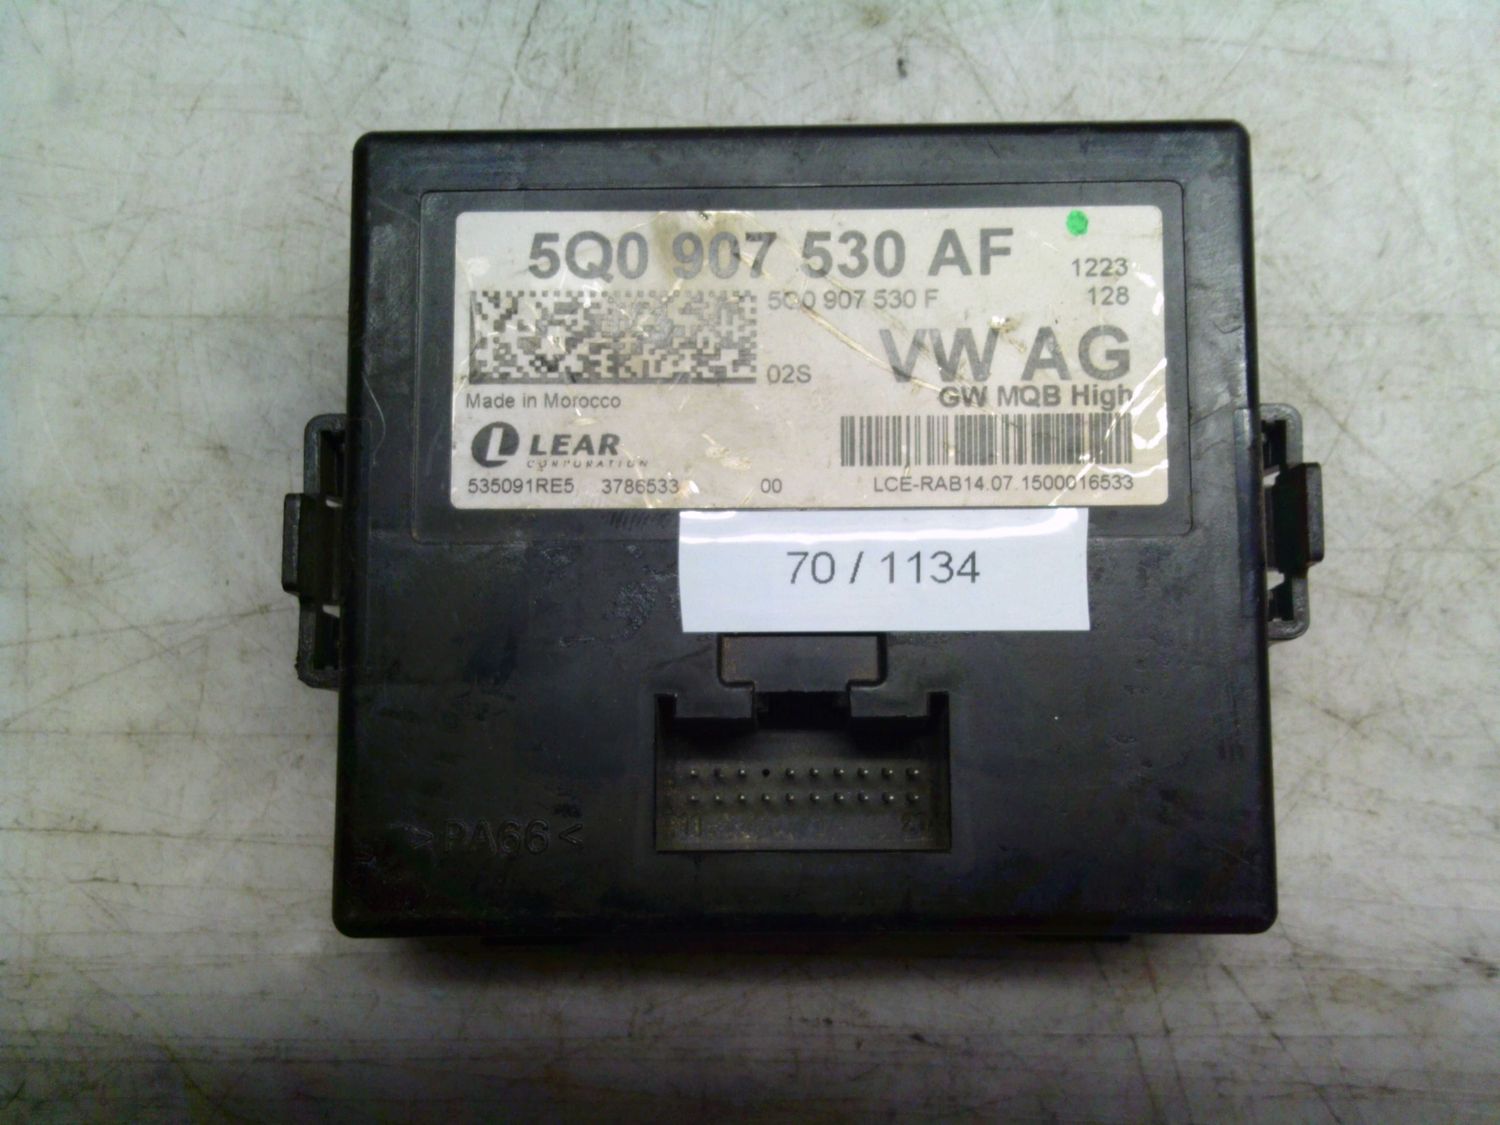 5Q0 907 530 AF
1223
5Q0 907 530 F
128
VW AG
02S
GW MQB High
Made in Morocco
LEAR
CORPORATION
535091RE5 3786533 00
LCE-RAB14.07.1500016533
70 / 1134
>PA66<
11